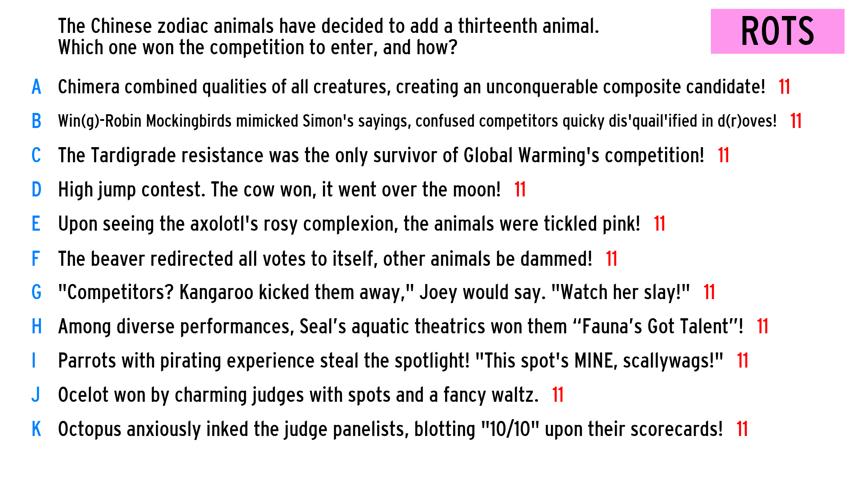 The Chinese zodiac animals have decided to add a thirteenth animal.
Which one won the competition to enter, and how?
ROTS
A Chimera combined qualities of all creatures, creating an unconquerable composite candidate! 11
B Win(g)-Robin Mockingbirds mimicked Simon's sayings, confused competitors quicky dis'quail'ified in d(r)oves! 11
C The Tardigrade resistance was the only survivor of Global Warming's competition! 11
D High jump contest. The cow won, it went over the moon! 11
E Upon seeing the axolotl's rosy complexion, the animals were tickled pink! 11
F The beaver redirected all votes to itself, other animals be dammed! 11
G "Competitors? Kangaroo kicked them away," Joey would say. "Watch her slay!" 11
H Among diverse performances, Seal’s aquatic theatrics won them “Fauna’s Got Talent”! 11
I Parrots with pirating experience steal the spotlight! "This spot's MINE, scallywags!" 11
J Ocelot won by charming judges with spots and a fancy waltz. 11
K Octopus anxiously inked the judge panelists, blotting "10/10" upon their scorecards! 11